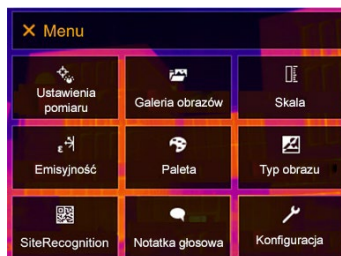 Menu
Ustawienia
pomiaru
Galeria obrazów
Skala
Emisyjność
Paleta
Typ obrazu
SiteRecognition
Notatka głosowa
Konfiguracja